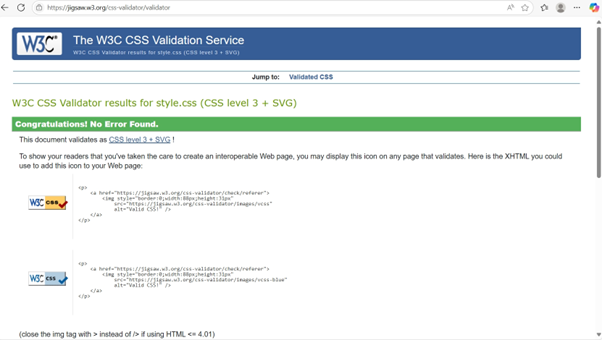 https://jigsaw.w3.org/css-validator/validator
W3C The W3C CSS Validation Service
W3C CSS Validator results for style.css (CSS level 3 + SVG)
Jump to: Validated CSS
W3C CSS Validator results for style.css (CSS level 3 + SVG)
Congratulations! No Error Found.
This document validates as CSS level 3 + SVG !
To show your readers that you've taken the care to create an interoperable Web page, you may display this icon on any page that validates. Here is the XHTML you could
use to add this icon to your Web page:
W3C CSS
<p>
<a href="https://jigsaw.w3.org/css-validator/check/referer">
<img style="border:0;width:88px;height:31px"
src="https://jigsaw.w3.org/css-validator/images/vcss"
alt="Valid CSS!" />
</a>
</p>
W3C CSS
<p>
<a href="https://jigsaw.w3.org/css-validator/check/referer">
<img style="border:0;width:88px;height:31px"
src="https://jigsaw.w3.org/css-validator/images/vcss-blue"
alt="Valid CSS!" />
</a>
</p>
(close the img tag with > instead of /> if using HTML <= 4.01)